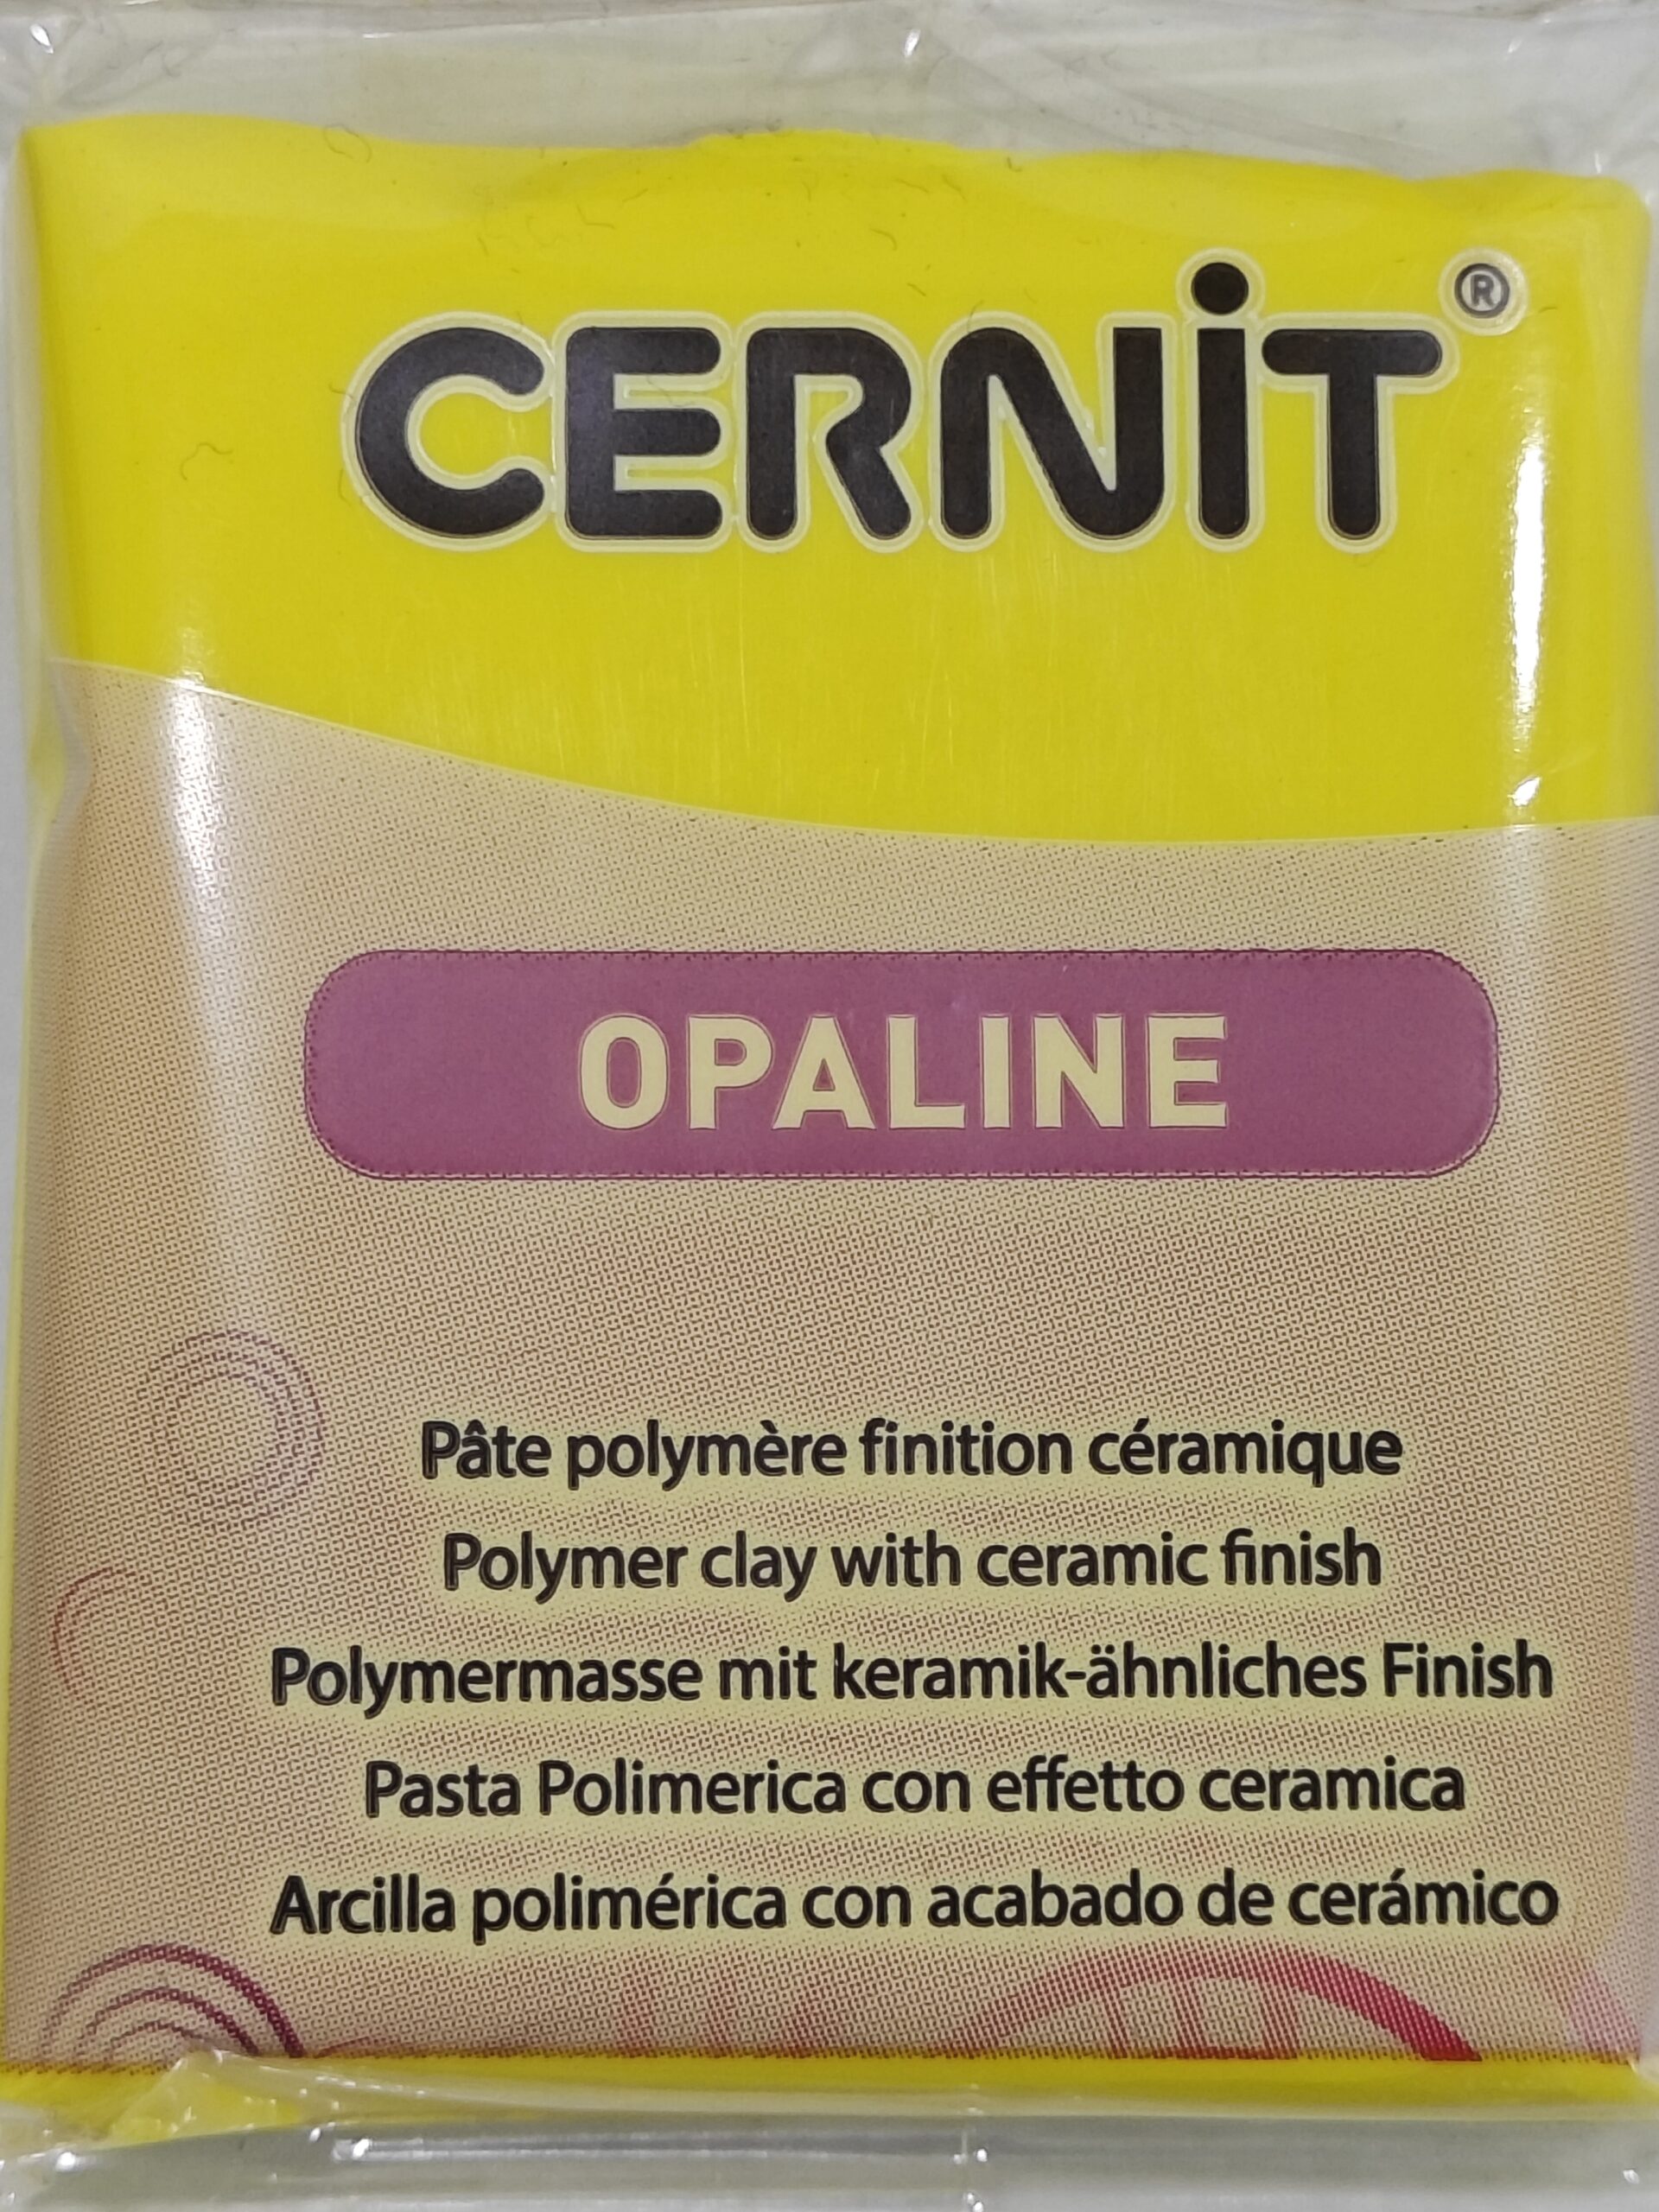 CERNiT®
OPALINE
Pâte polymère finition céramique
Polymer clay with ceramic finish
Polymermasse mit keramik-ähnliches Finish
Pasta Polimerica con effetto ceramica
Arcilla polimérica con acabado de cerámico